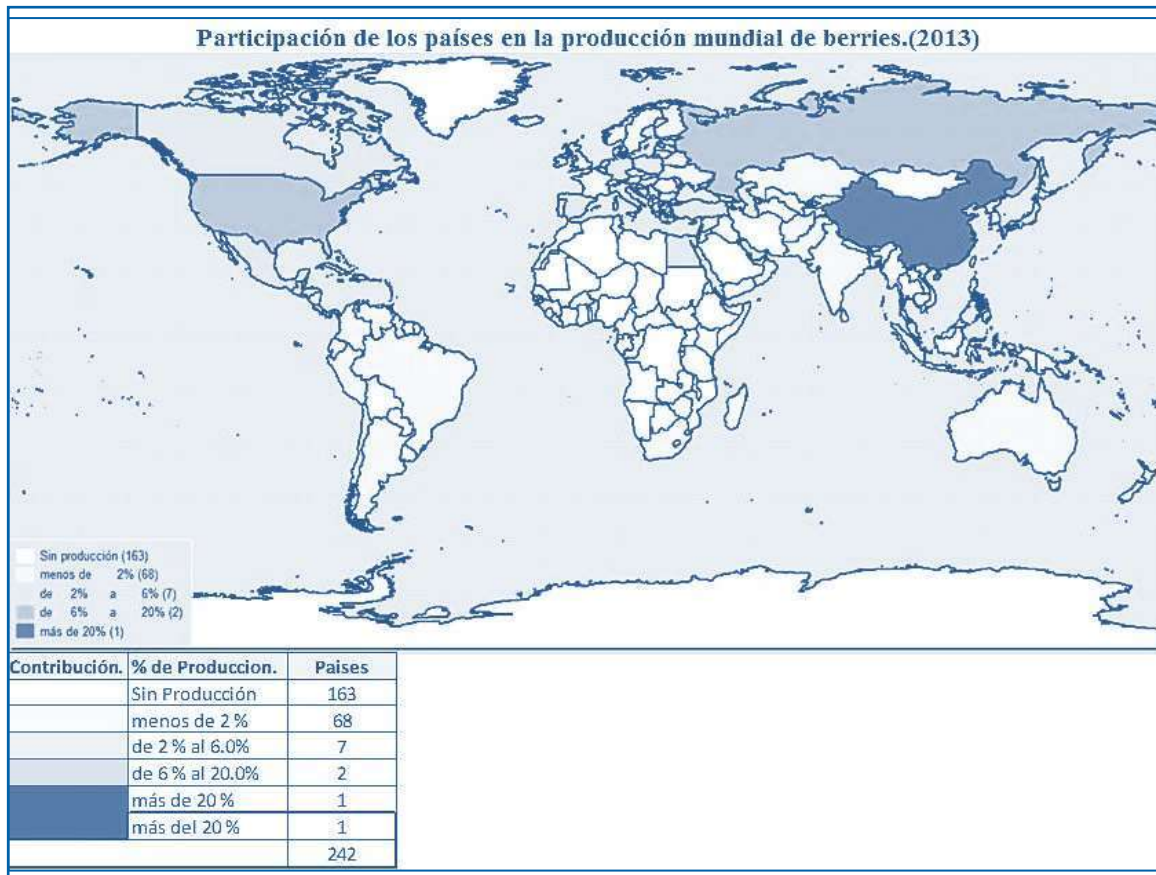 Participación de los países en la producción mundial de berries.(2013)
Sin producción (163)
menos de 2% (68)
de 2% a 6% (7)
de 6% a 20% (2)
más de 20% (1)
Contribución. % de Produccion. Paises
Sin Producción 163
menos de 2% 68
de 2% al 6.0% 7
de 6% al 20.0% 2
más de 20% 1
más del 20% 1
242